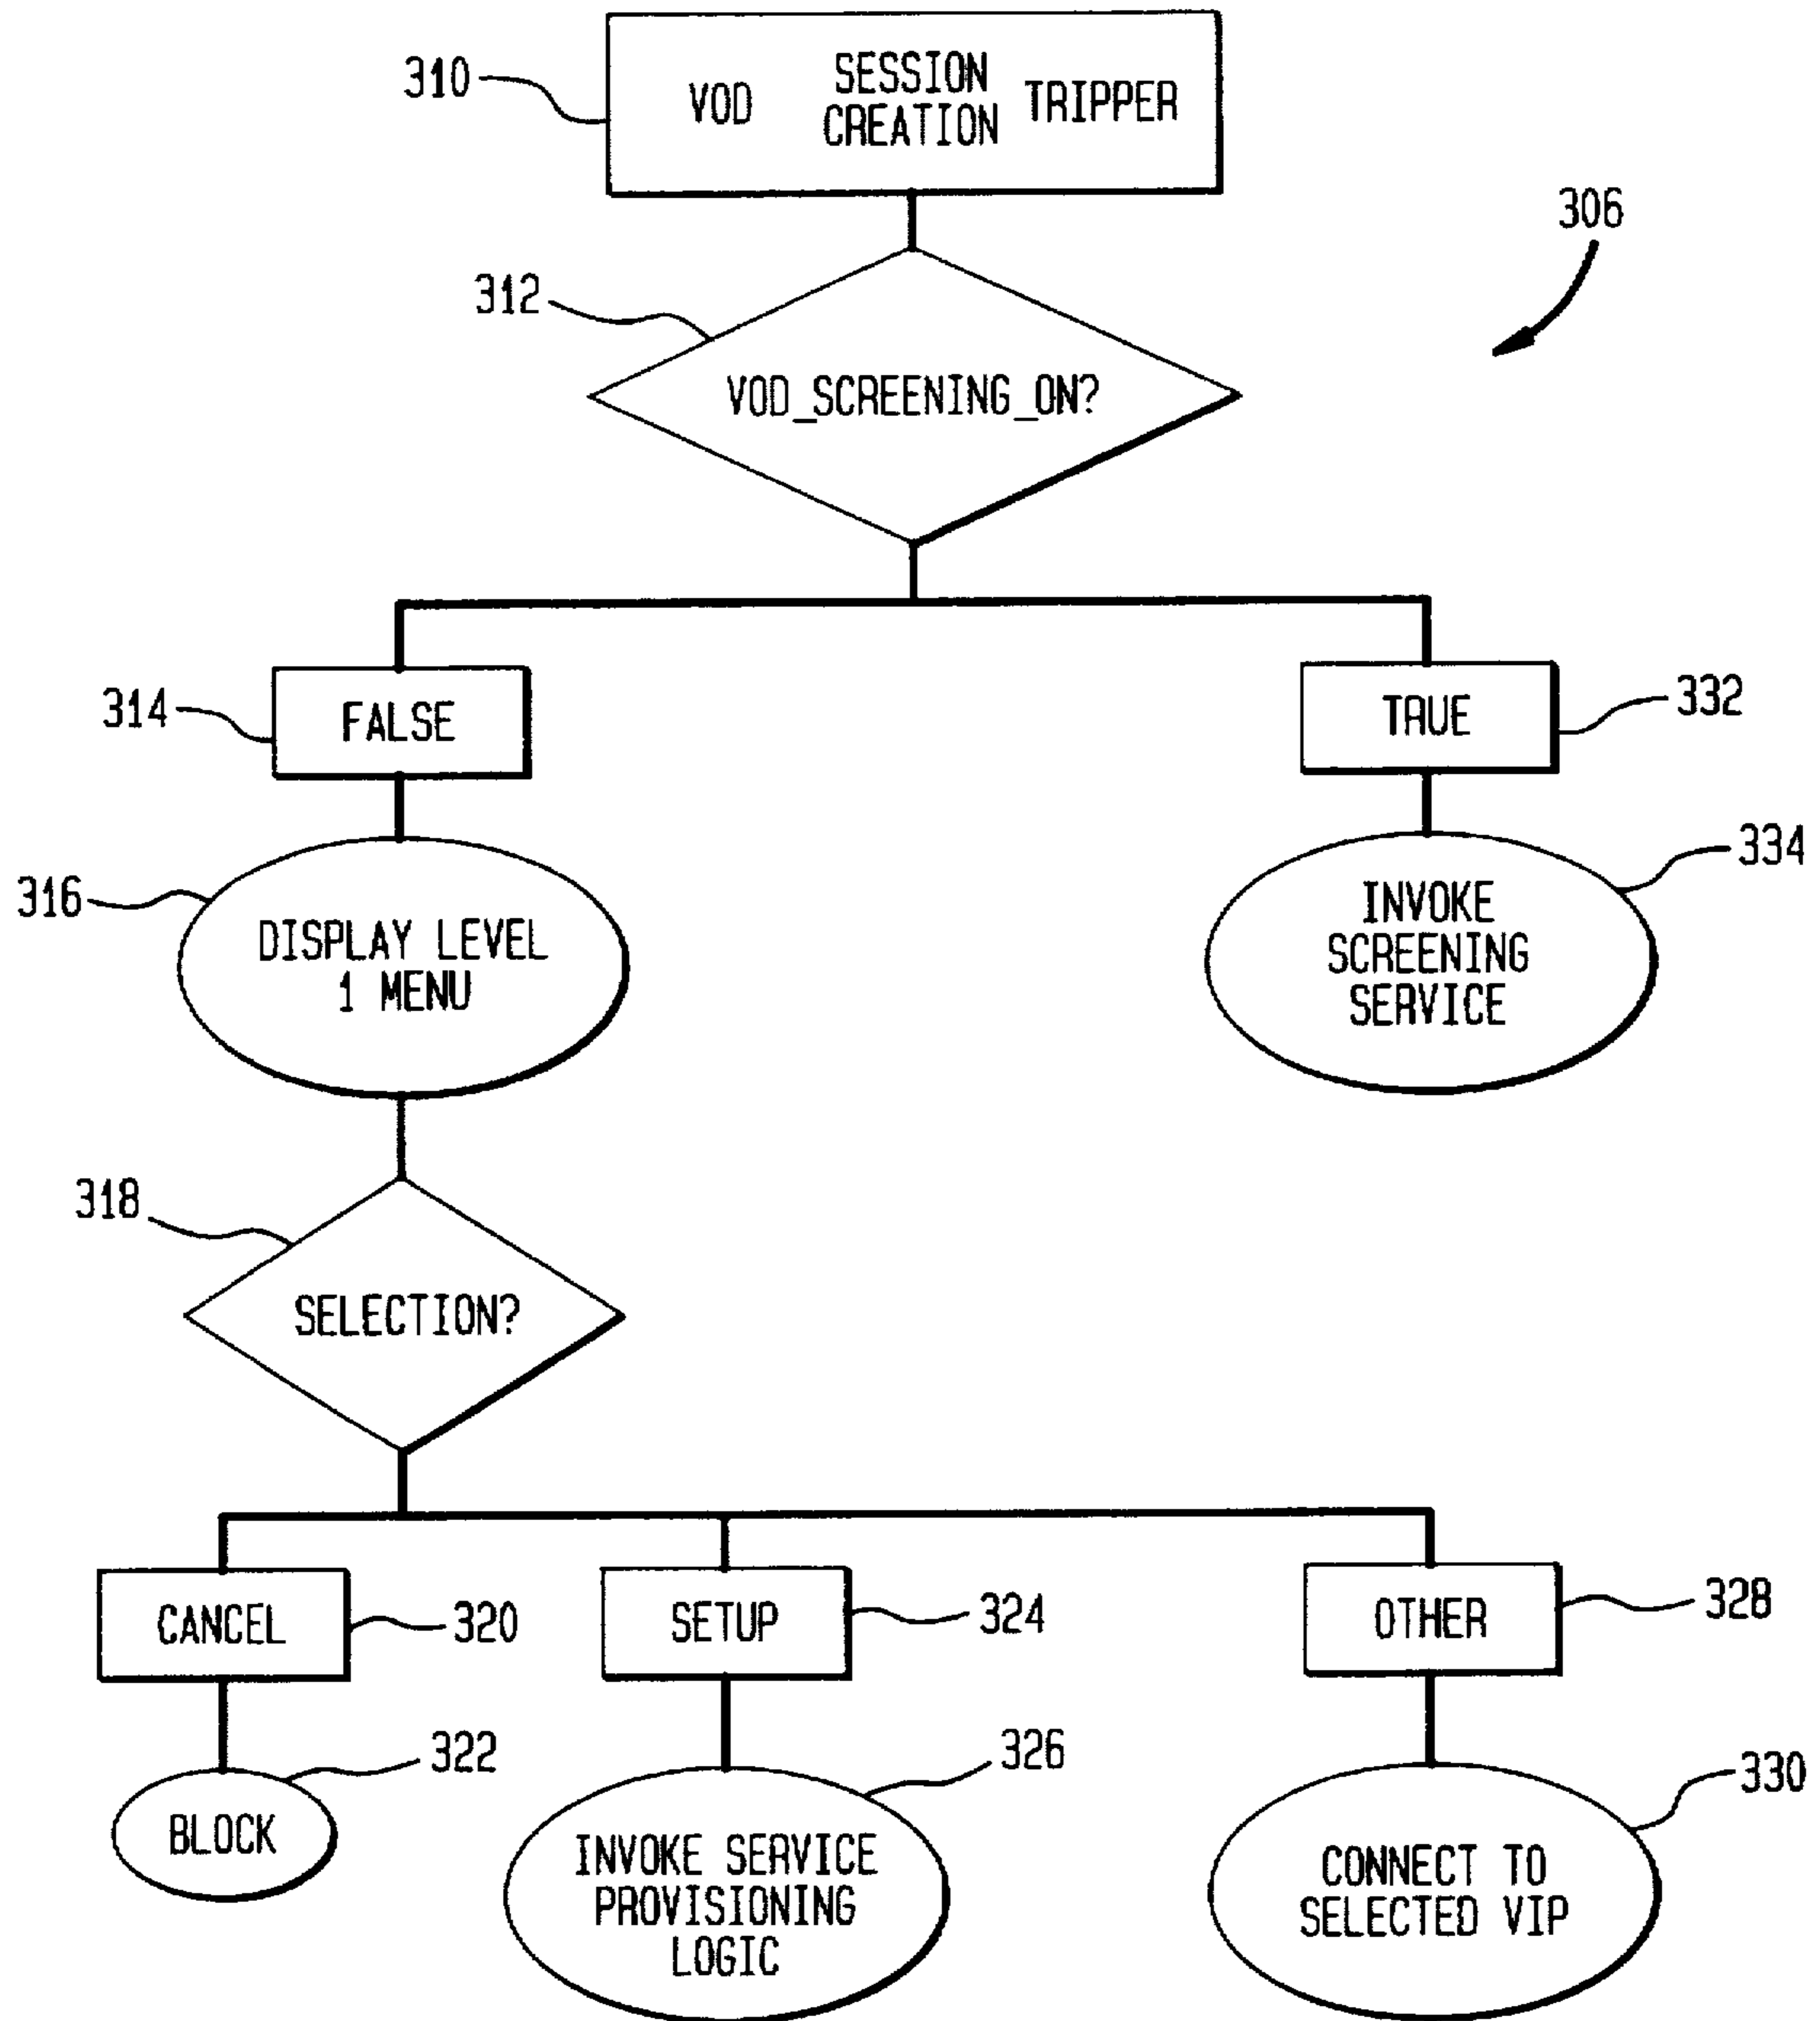 310
VOD SESSION CREATION TRIPPER
306
312
VOD_SCREENING_ON?
314
FALSE
TRUE
332
316
DISPLAY LEVEL
1 MENU
334
INVOKE
SCREENING
SERVICE
318
SELECTION?
CANCEL
320
SETUP
324
OTHER
328
322
BLOCK
326
INVOKE SERVICE
PROVISIONING
LOGIC
330
CONNECT TO
SELECTED VIP